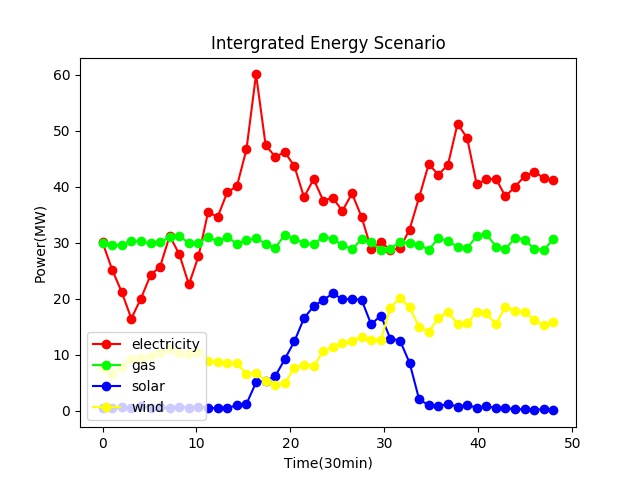 Intergrated Energy Scenario
Power(MW)
60
50
40
30
20
10
0
electricity
gas
solar
wind
0 10 20 30 40 50
Time(30min)